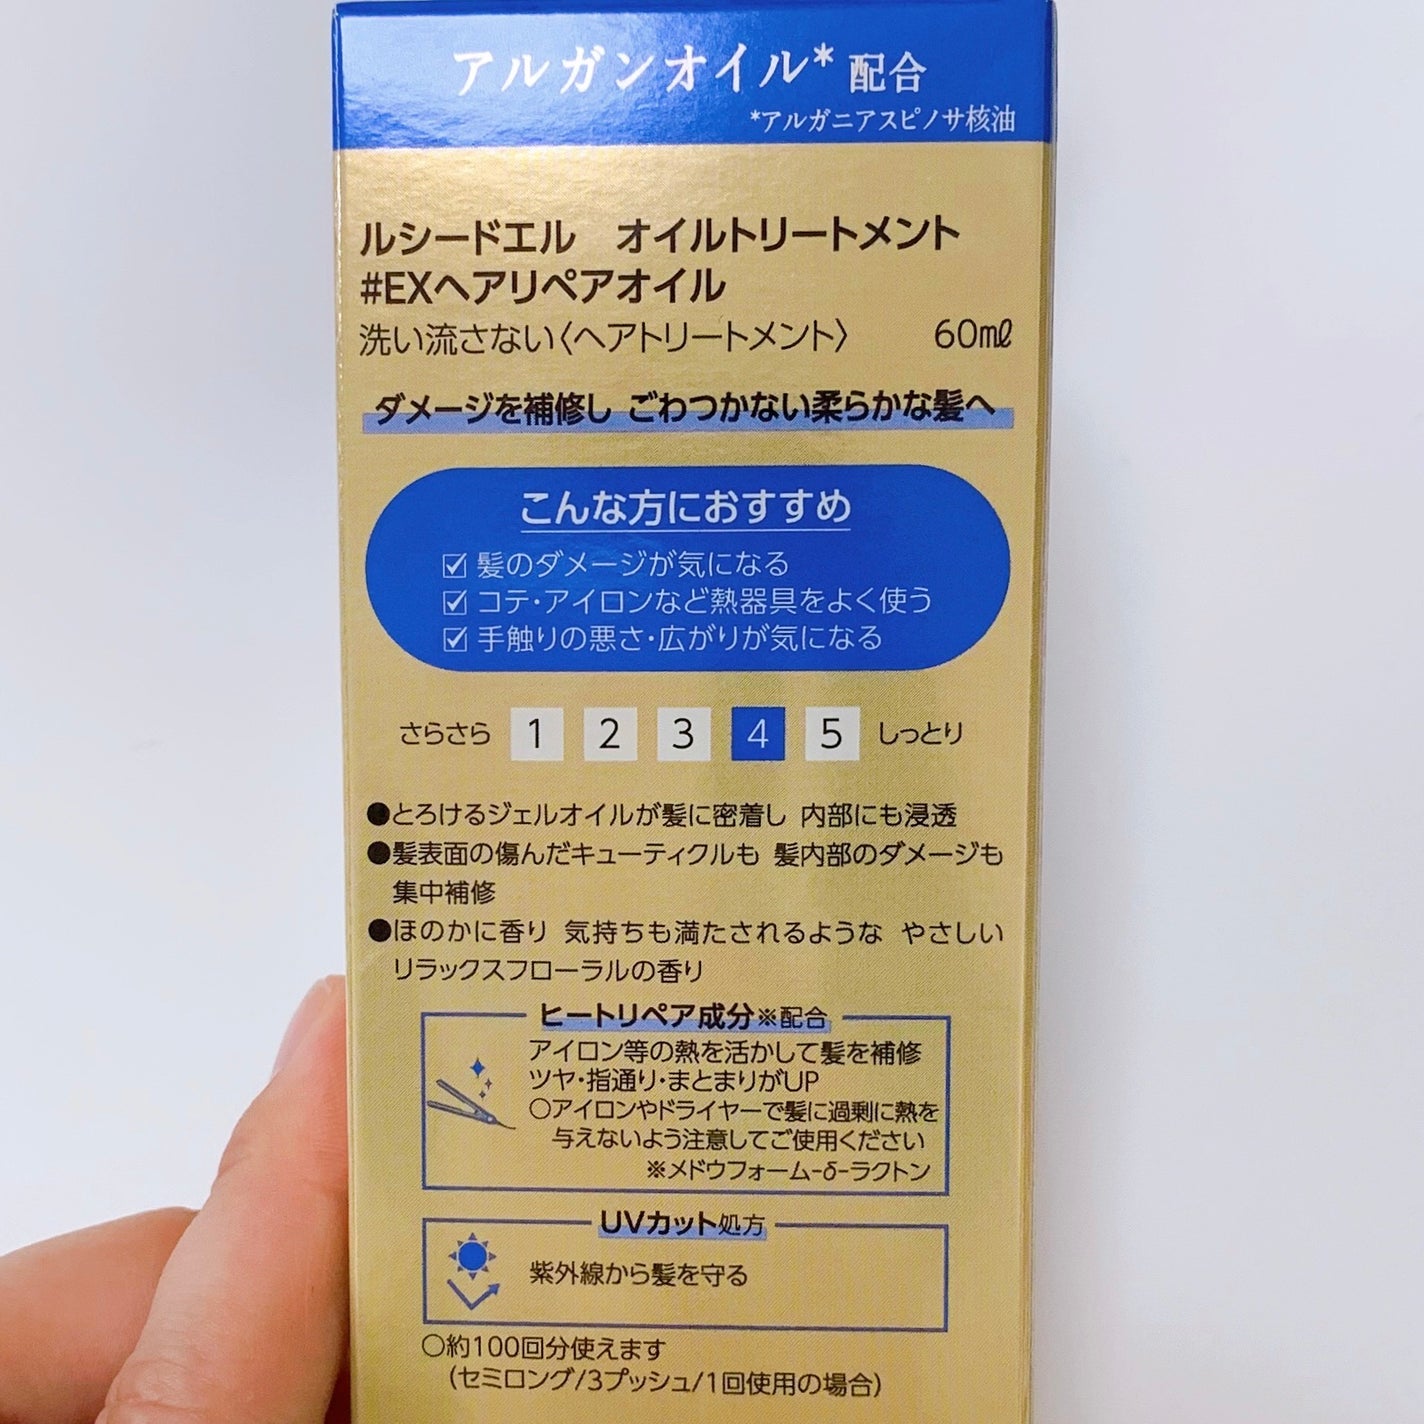 アルガンオイル* 配合
*アルガニアスピノサ核油
ルシードエル オイルトリートメント
#EXヘアリペアオイル
洗い流さない〈ヘアトリートメント〉 60㎖
ダメージを補修し ごわつかない柔らかな髪へ
こんな方におすすめ
☑ 髪のダメージが気になる
☑ コテ・アイロンなど熱器具をよく使う
☑ 手触りの悪さ・広がりが気になる
さらさら 1 2 3 4 5 しっとり
●とろけるジェルオイルが髪に密着し 内部にも浸透
●髪表面の傷んだキューティクルも 髪内部のダメージも
集中補修
●ほのかに香り 気持ちも満たされるような やさしい
リラックスフローラルの香り
ヒートリペア成分※配合
アイロン等の熱を活かして髪を補修
ツヤ・指通り・まとまりがUP
○アイロンやドライヤーで髪に過剰に熱を
与えないよう注意してご使用ください
※メドウフォーム-δ-ラクトン
UVカット処方
紫外線から髪を守る
○約100回分使えます
(セミロング/3プッシュ/1回使用の場合)